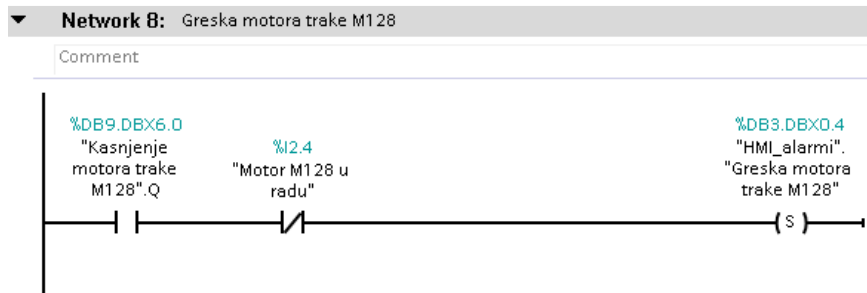 Network 8: Greska motora trake M128
Comment
%DB9.DBX6.0
"Kasnjenje
motora trake
M128".Q
%I2.4
"Motor M128 u
radu"
%DB3.DBX0.4
"HMI_alarmi".
"Greska motora
trake M128"
S